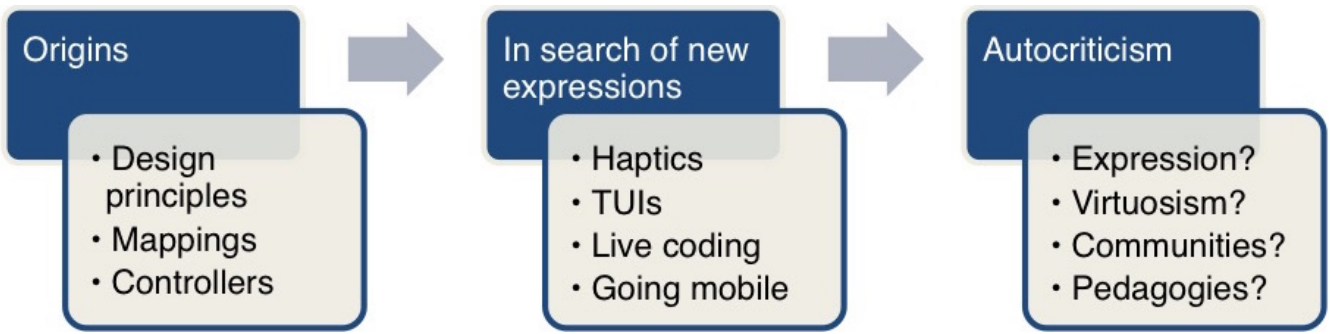 Origins
• Design
principles
• Mappings
• Controllers
In search of new
expressions
• Haptics
• TUIs
• Live coding
• Going mobile
Autocriticism
• Expression?
• Virtuosism?
• Communities?
• Pedagogies?